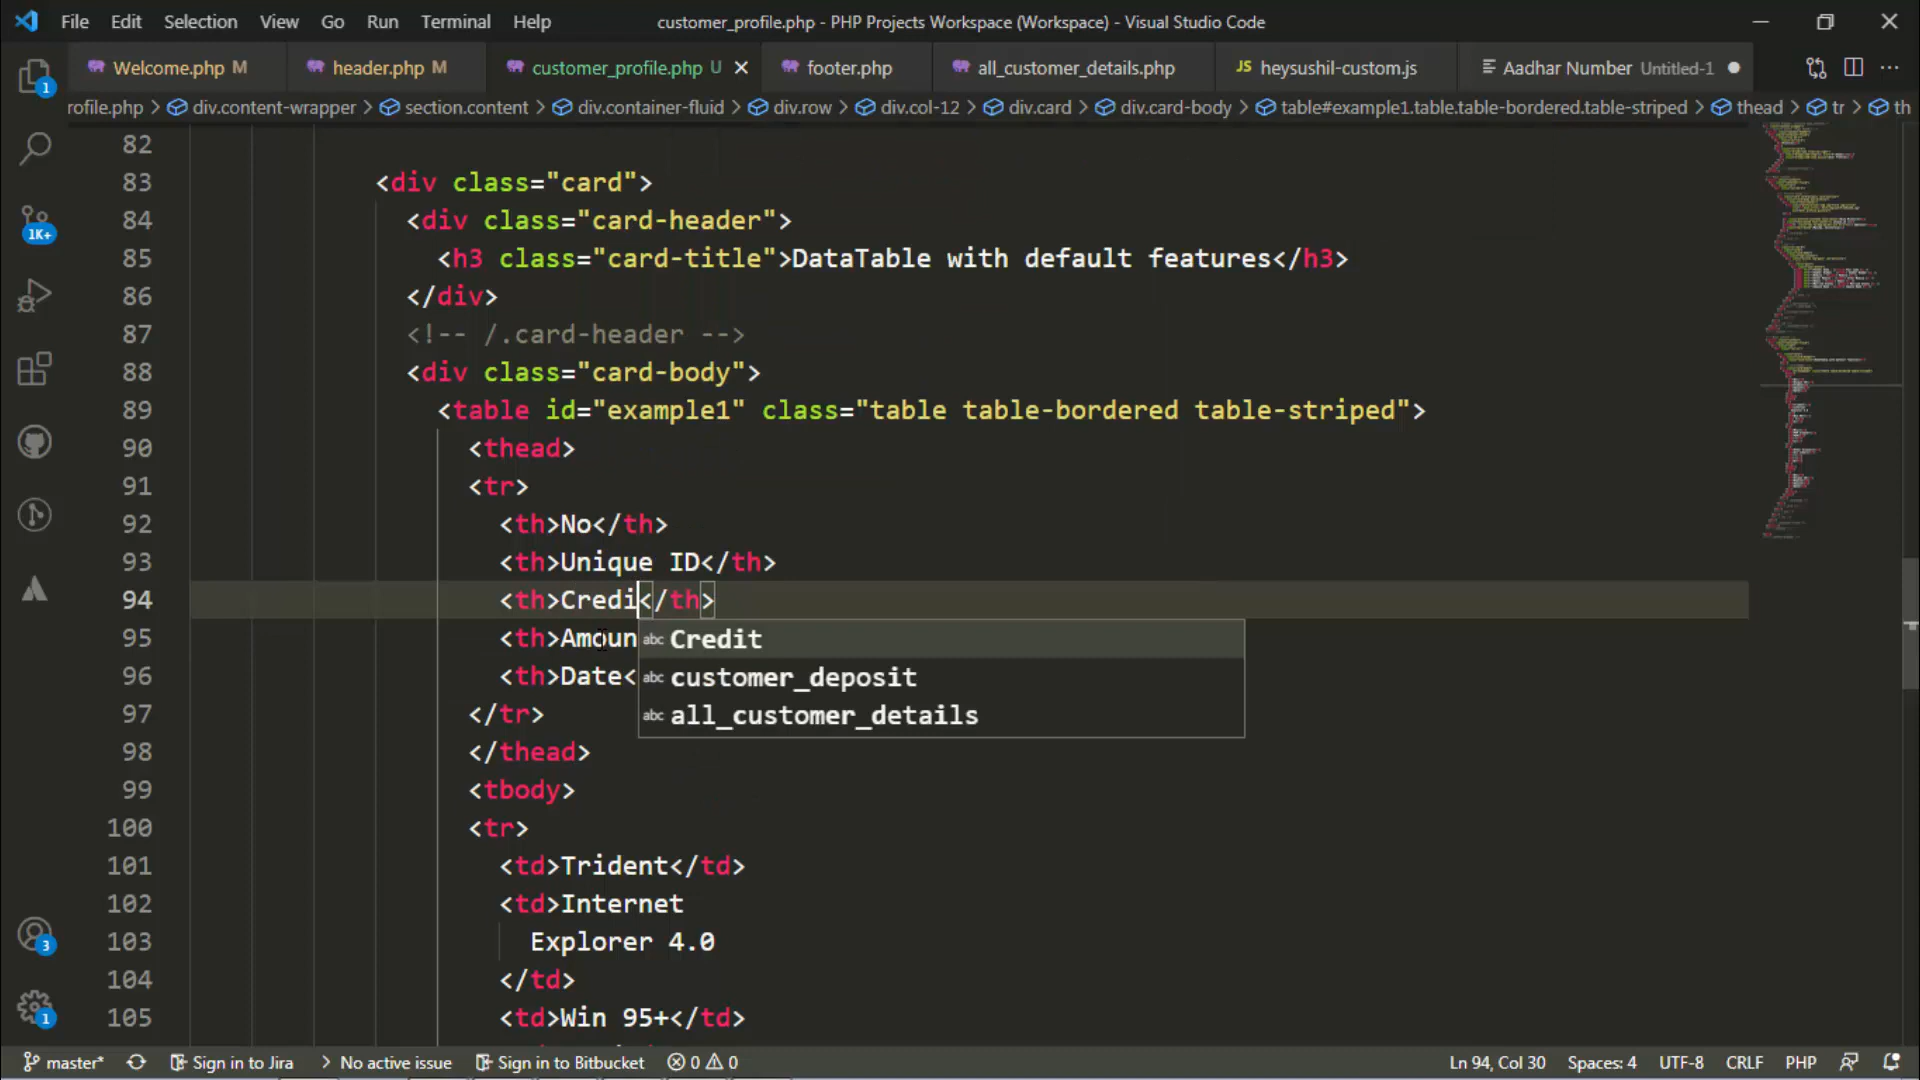 File Edit Selection View Go Run Terminal Help customer_profile.php - PHP Projects Workspace (Workspace) - Visual Studio Code
Welcome.php M header.php M customer_profile.php U footer.php all_customer_details.php JS heysushil-custom.js Aadhar Number Untitled-1
rofile.php > div.content-wrapper > section.content > div.container-fluid > div.row > div.col-12 > div.card > div.card-body > table#example1.table.table-bordered.table-striped > thead > tr > th
1
1K+
3
1
82
83 <div class="card">
84 <div class="card-header">
85 <h3 class="card-title">DataTable with default features</h3>
86 </div>
87 <!-- /.card-header -->
88 <div class="card-body">
89 <table id="example1" class="table table-bordered table-striped">
90 <thead>
91 <tr>
92 <th>No</th>
93 <th>Unique ID</th>
94 <th>Credi</th>
95 <th>Amoun abc Credit
abc customer_deposit
96 <th>Date<
abc all_customer_details
97 </tr>
98 </thead>
99 <tbody>
100 <tr>
101 <td>Trident</td>
102 <td>Internet
103 Explorer 4.0
104 </td>
105 <td>Win 95+</td>
master* Sign in to Jira No active issue Sign in to Bitbucket 0 0 Ln 94, Col 30 Spaces: 4 UTF-8 CRLF PHP